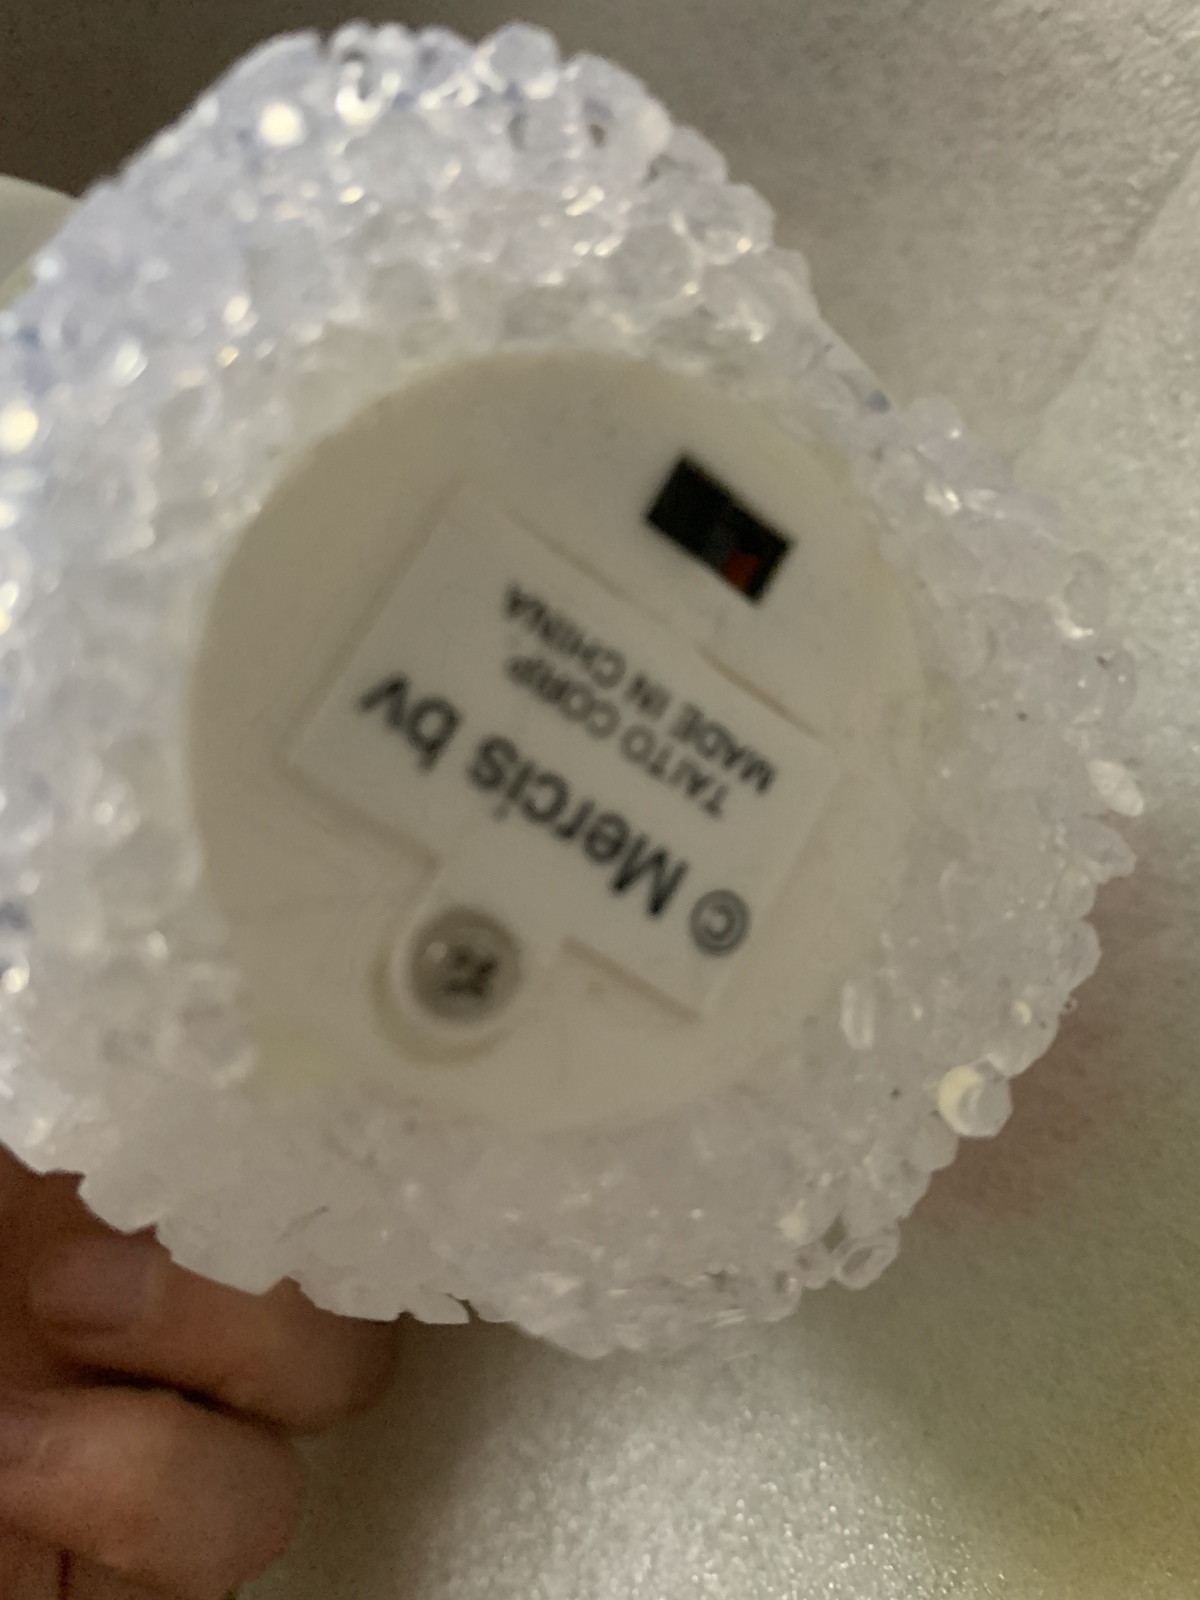 © Mercis bv
TAITO CORP
MADE IN CHINA